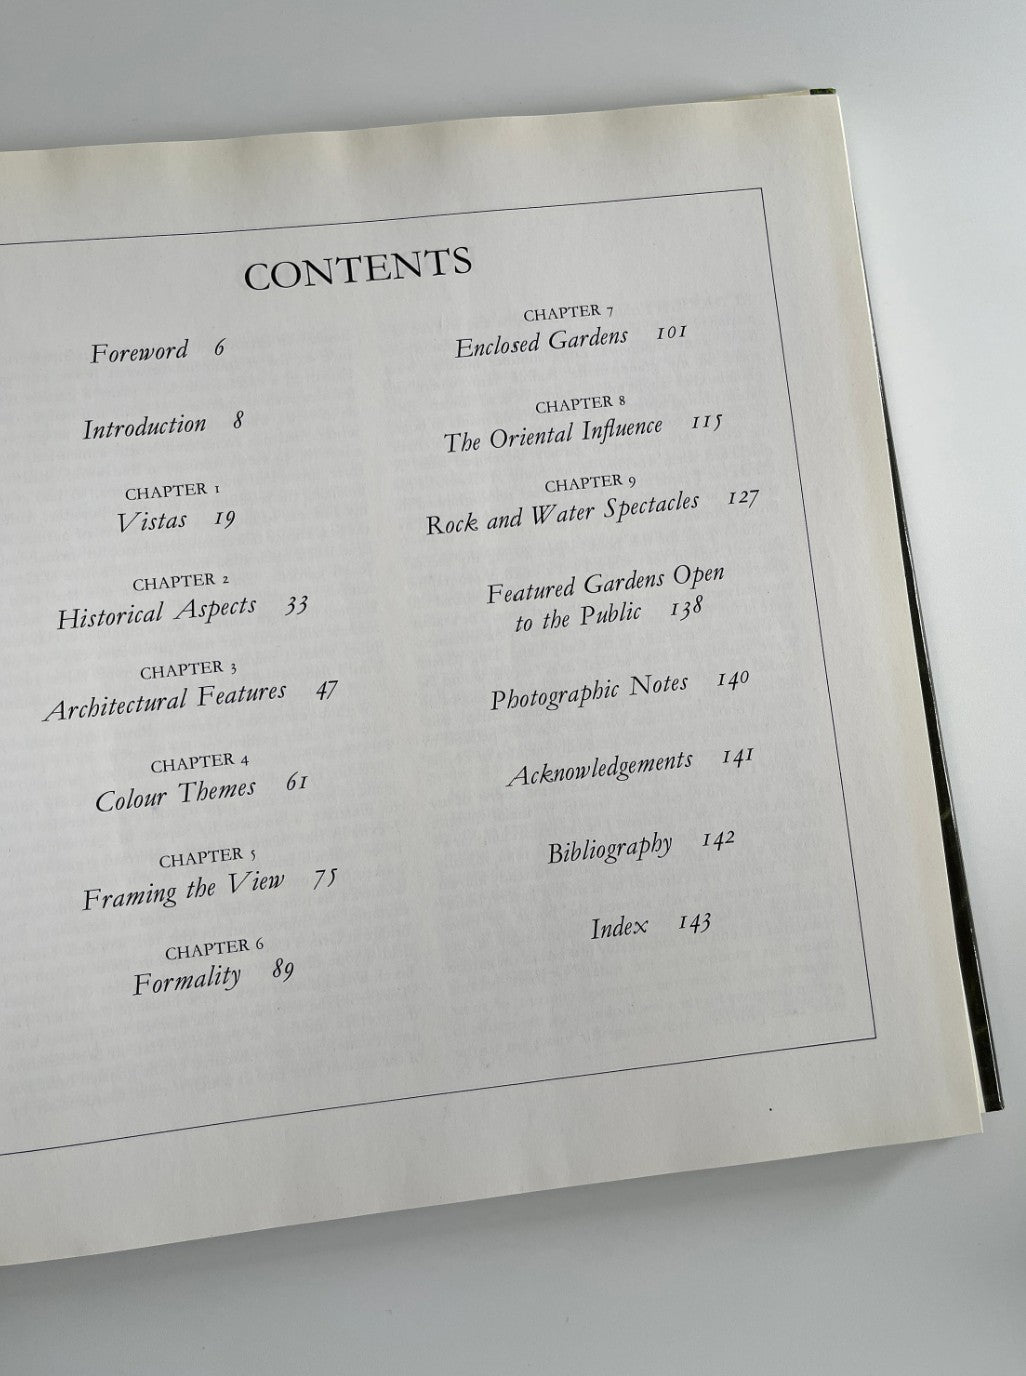 CONTENTS
Foreword 6
Introduction 8
CHAPTER 1
Vistas 19
CHAPTER 2
Historical Aspects 33
CHAPTER 3
Architectural Features 47
CHAPTER 4
Colour Themes 61
CHAPTER 5
Framing the View 75
CHAPTER 6
Formality 89
CHAPTER 7
Enclosed Gardens 101
CHAPTER 8
The Oriental Influence 115
CHAPTER 9
Rock and Water Spectacles 127
Featured Gardens Open
to the Public 138
Photographic Notes 140
Acknowledgements 141
Bibliography 142
Index 143